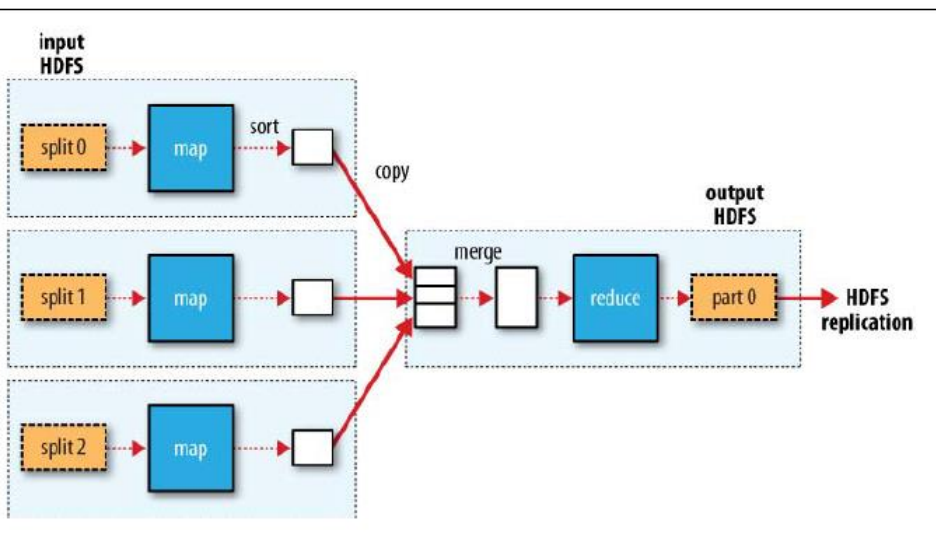 input
HDFS
split 0
map
sort
copy
split 1
map
split 2
map
merge
output
HDFS
reduce
part 0
HDFS
replication